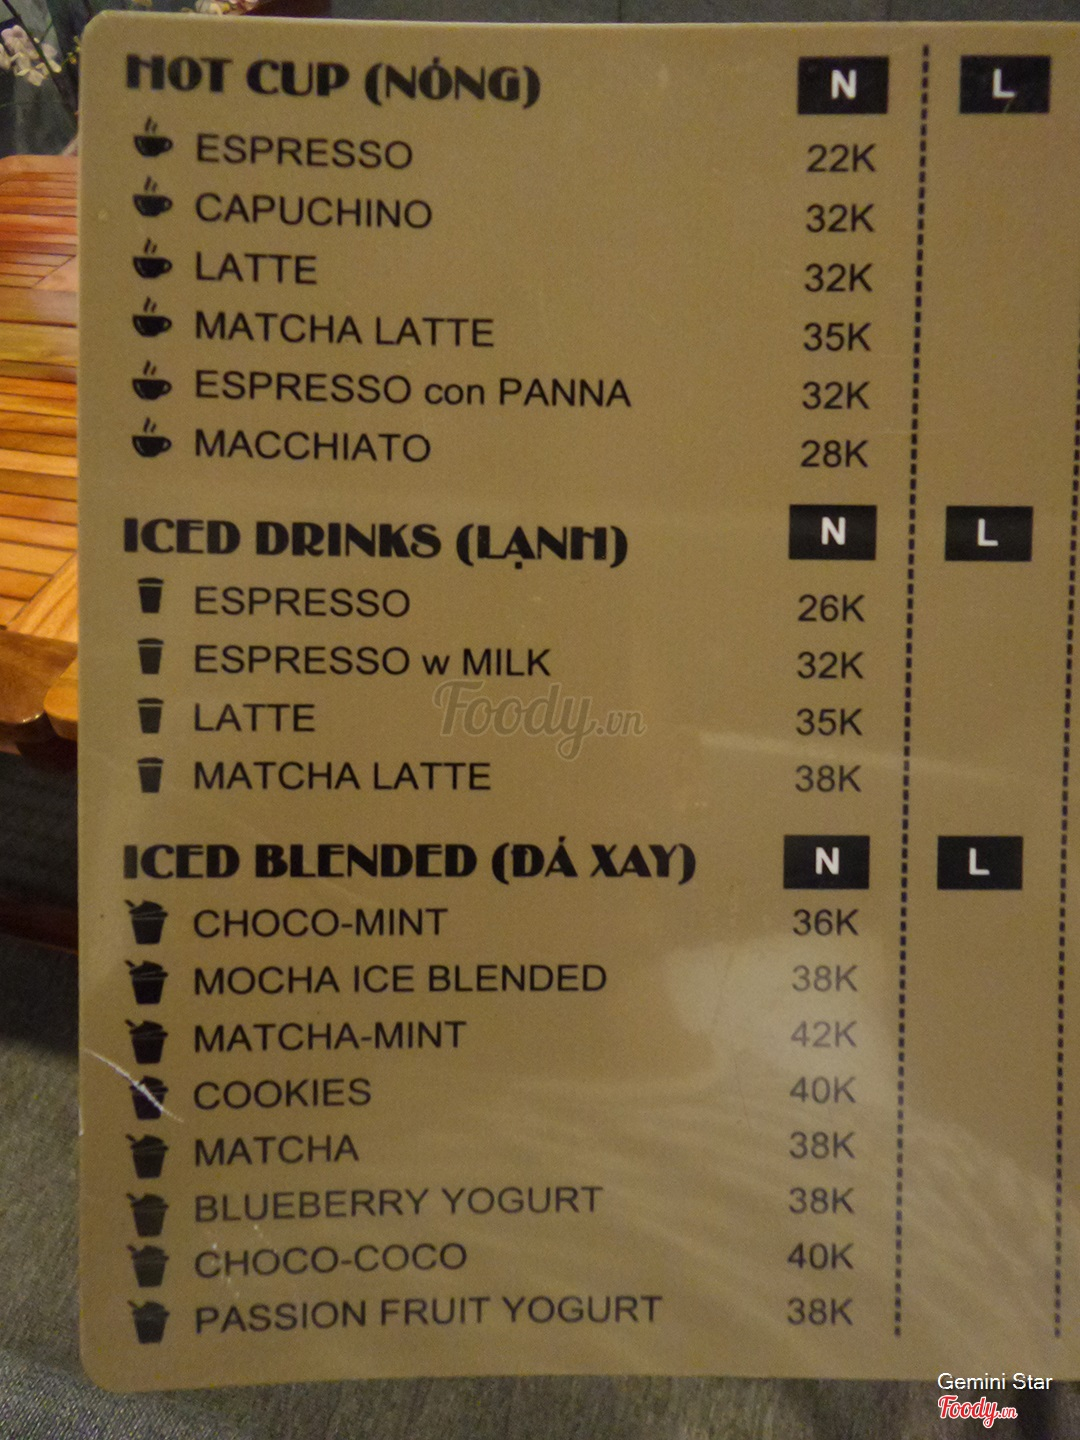 HOT CUP (NÓNG) N L
ESPRESSO 22K
CAPUCHINO 32K
LATTE 32K
MATCHA LATTE 35K
ESPRESSO con PANNA 32K
MACCHIATO 28K
ICED DRINKS (LẠNH) N L
ESPRESSO 26K
ESPRESSO w MILK 32K
LATTE 35K
MATCHA LATTE 38K
ICED BLENDED (ĐÁ XAY) N L
CHOCO-MINT 36K
MOCHA ICE BLENDED 38K
MATCHA-MINT 42K
COOKIES 40K
MATCHA 38K
BLUEBERRY YOGURT 38K
CHOCO-COCO 40K
PASSION FRUIT YOGURT 38K
Foody.vn
Gemini Star
Foody.vn